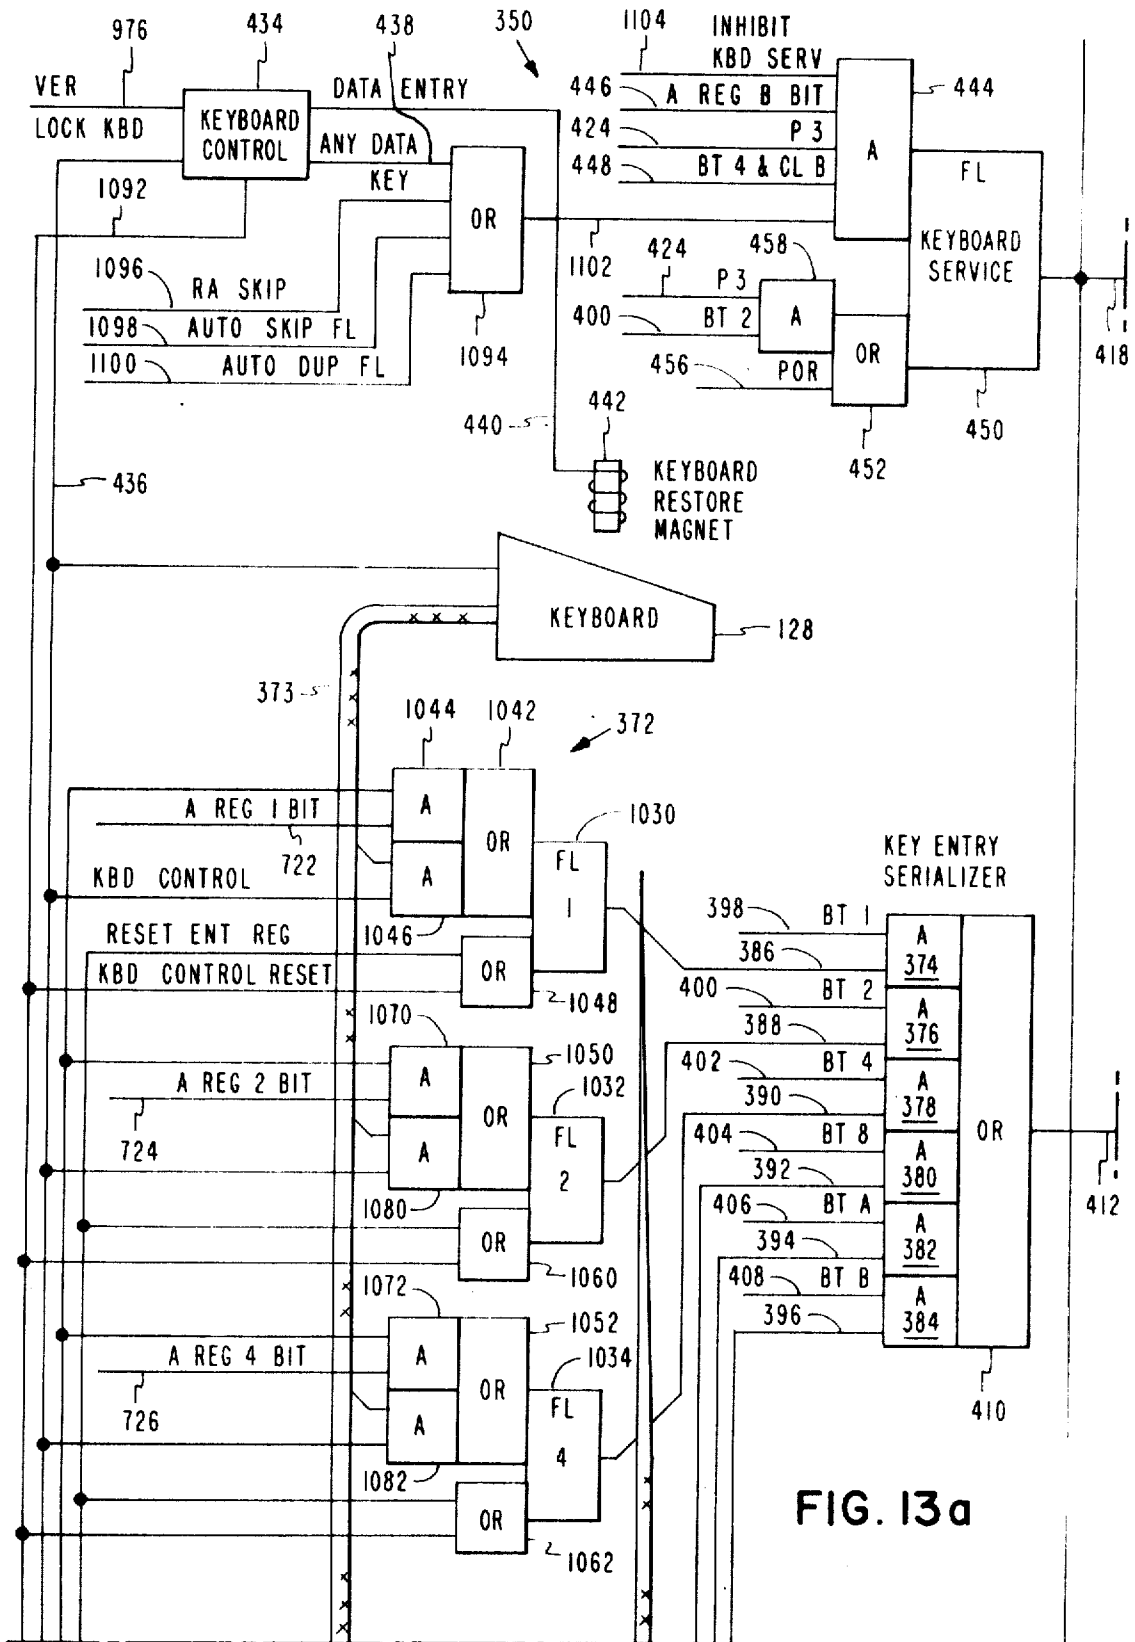 976
434
438
350
1104
INHIBIT
KBD SERV
VER
LOCK KBD
KEYBOARD
CONTROL
DATA ENTRY
ANY DATA
KEY
446
A REG B BIT
424
P 3
448
BT 4 & CL B
A
444
FL
KEYBOARD
SERVICE
1092
OR
1102
1096
RA SKIP
1098
AUTO SKIP FL
1100
AUTO DUP FL
1094
424
P3
458
400
BT 2
A
OR
456
POR
418
450
452
440
442
KEYBOARD
RESTORE
MAGNET
436
KEYBOARD
128
373
1044
1042
372
A REG 1 BIT
722
A
OR
A
1030
FL
1
KBD CONTROL
1046
RESET ENT REG
KBD CONTROL RESET
OR
1048
KEY ENTRY
SERIALIZER
398
BT 1
386
A
374
400
BT 2
388
A
376
402
BT 4
390
A
378
404
BT 8
392
A
380
406
BT A
394
A
382
408
BT B
396
A
384
OR
412
410
1070
A REG 2 BIT
724
A
OR
A
1050
1032
FL
2
1080
OR
1060
1072
A REG 4 BIT
726
A
OR
A
1052
1034
FL
4
1082
OR
1062
FIG. 13a